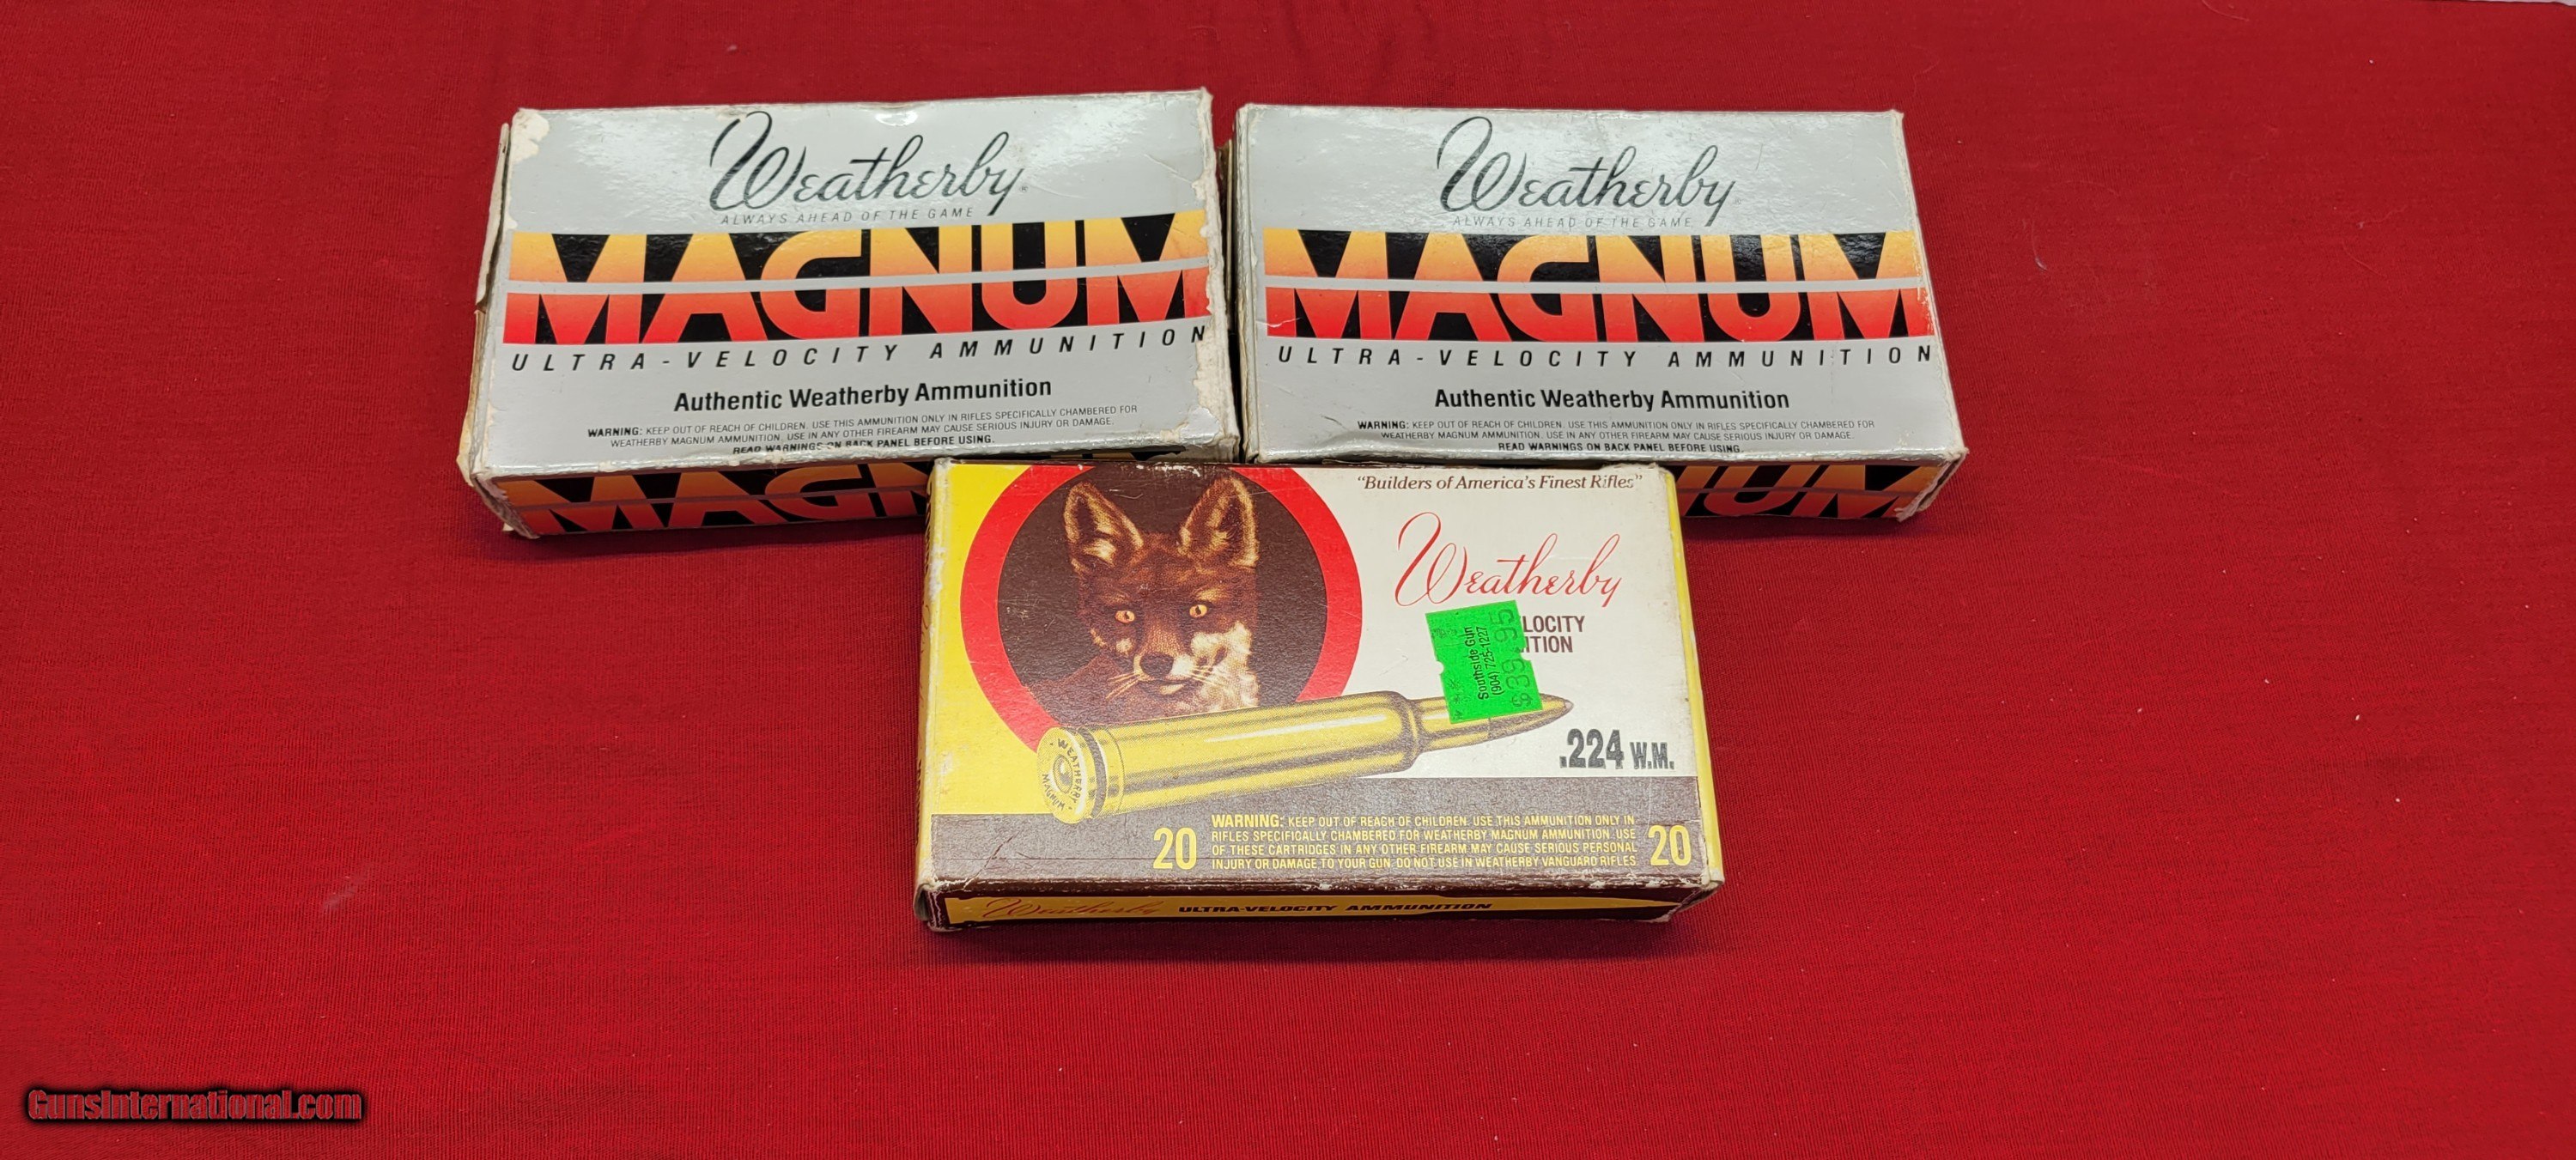 Weatherby®
ALWAYS AHEAD OF THE GAME
MAGNUM
ULTRA-VELOCITY AMMUNITION
Authentic Weatherby Ammunition
WARNING: KEEP OUT OF REACH OF CHILDREN. USE THIS AMMUNITION ONLY IN RIFLES SPECIFICALLY CHAMBERED FOR
WEATHERBY MAGNUM AMMUNITION. USE IN ANY OTHER FIREARM MAY CAUSE SERIOUS INJURY OR DAMAGE.
READ WARNINGS ON BACK PANEL BEFORE USING.
MAGN
Weatherby®
ALWAYS AHEAD OF THE GAME
MAGNUM
ULTRA-VELOCITY AMMUNITION
Authentic Weatherby Ammunition
WARNING: KEEP OUT OF REACH OF CHILDREN. USE THIS AMMUNITION ONLY IN RIFLES SPECIFICALLY CHAMBERED FOR
WEATHERBY MAGNUM AMMUNITION. USE IN ANY OTHER FIREARM MAY CAUSE SERIOUS INJURY OR DAMAGE.
READ WARNINGS ON BACK PANEL BEFORE USING.
NUM
"Builders of America's Finest Rifles"
Weatherby
LOCITY
ITION
Southside Gun
(904) 725-1227
$39.95
WEATHERBY
MAGNUM
.224 W.M.
20
WARNING: KEEP OUT OF REACH OF CHILDREN. USE THIS AMMUNITION ONLY IN
RIFLES SPECIFICALLY CHAMBERED FOR WEATHERBY MAGNUM AMMUNITION. USE
OF THESE CARTRIDGES IN ANY OTHER FIREARM MAY CAUSE SERIOUS PERSONAL
INJURY OR DAMAGE TO YOUR GUN. DO NOT USE IN WEATHERBY VANGUARD RIFLES.
20
Weatherby ULTRA-VELOCITY AMMUNITION
GunsInternational.com